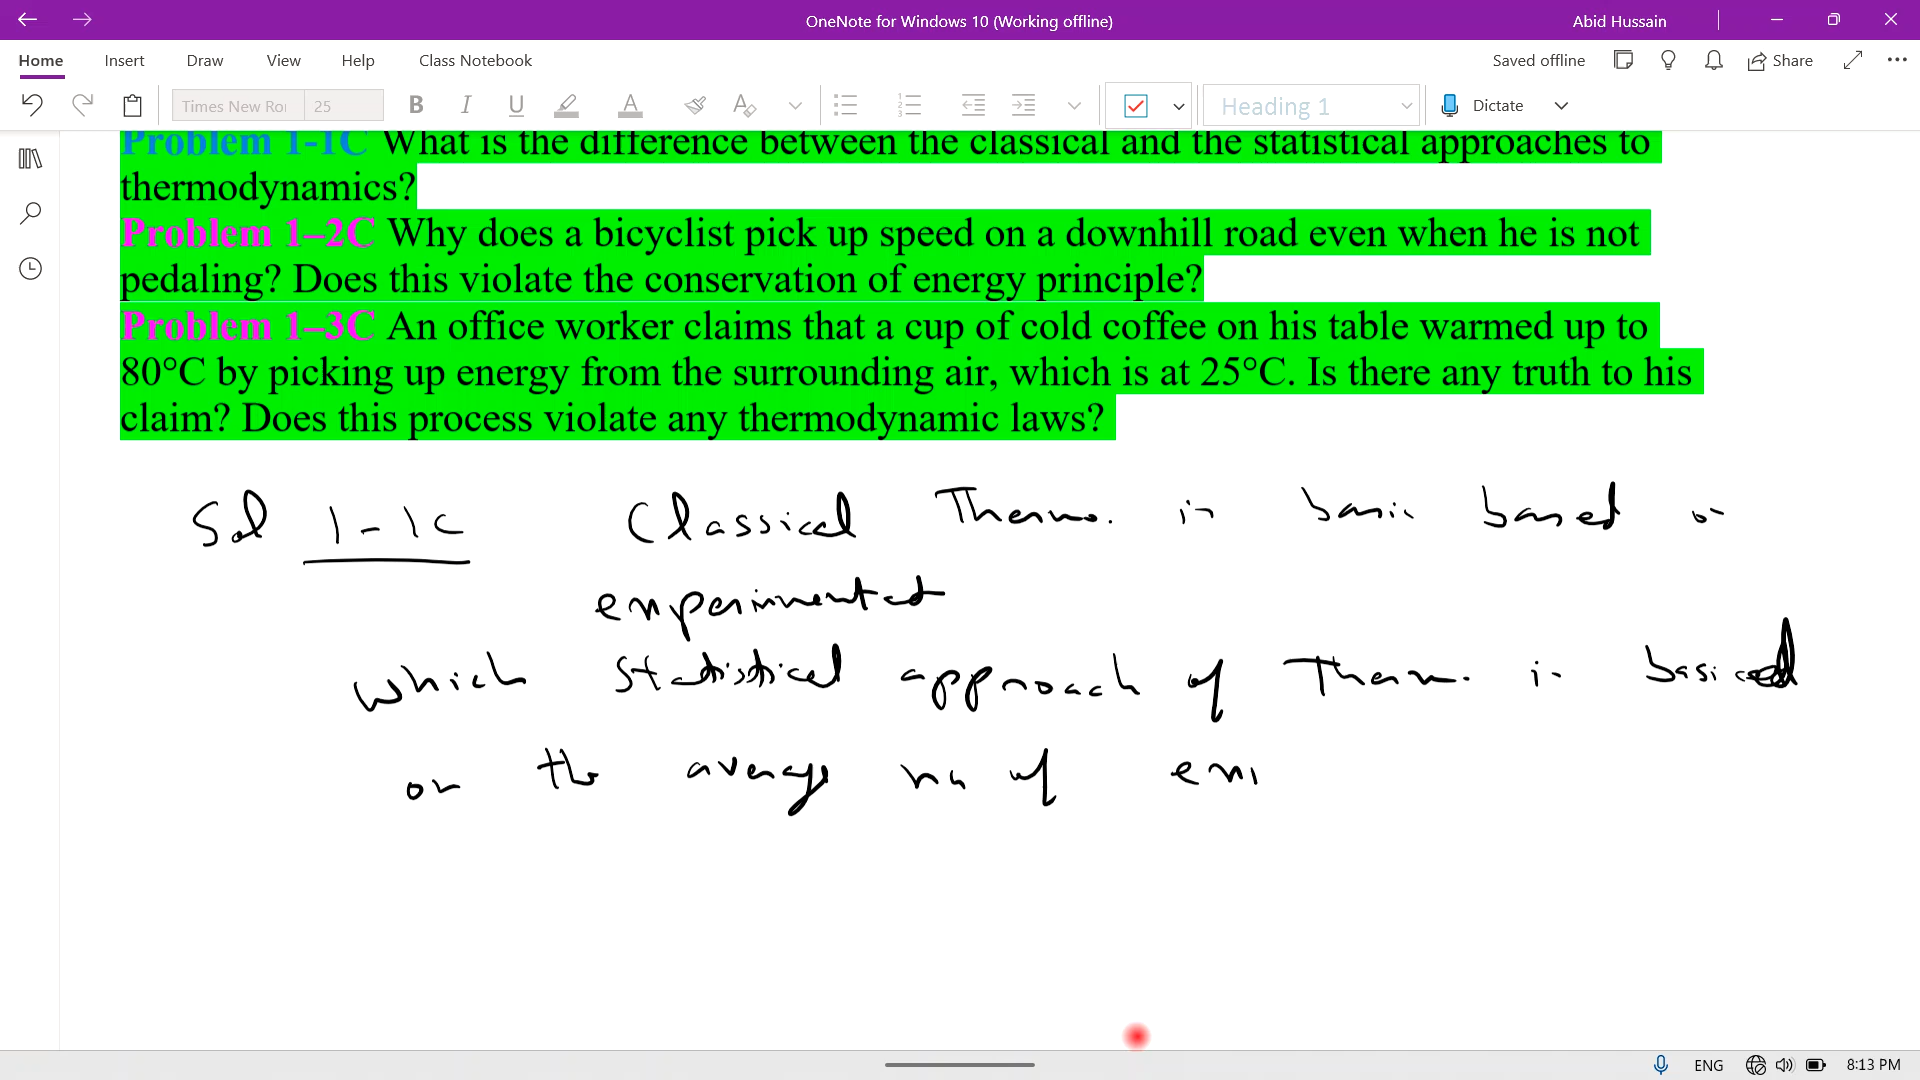 OneNote for Windows 10 (Working offline)
Abid Hussain
Home Insert Draw View Help Class Notebook
Saved offline Share
Times New Roı 25
B I U A
Heading 1
Dictate
Problem 1-1C What is the difference between the classical and the statistical approaches to
thermodynamics?
Problem 1–2C Why does a bicyclist pick up speed on a downhill road even when he is not
pedaling? Does this violate the conservation of energy principle?
Problem 1–3C An office worker claims that a cup of cold coffee on his table warmed up to
80°C by picking up energy from the surrounding air, which is at 25°C. Is there any truth to his
claim? Does this process violate any thermodynamic laws?
Sol 1-1C Classical Thermo. is basic based on
which statistical approach of Therm. is
on the average of
ENG 8:13 PM